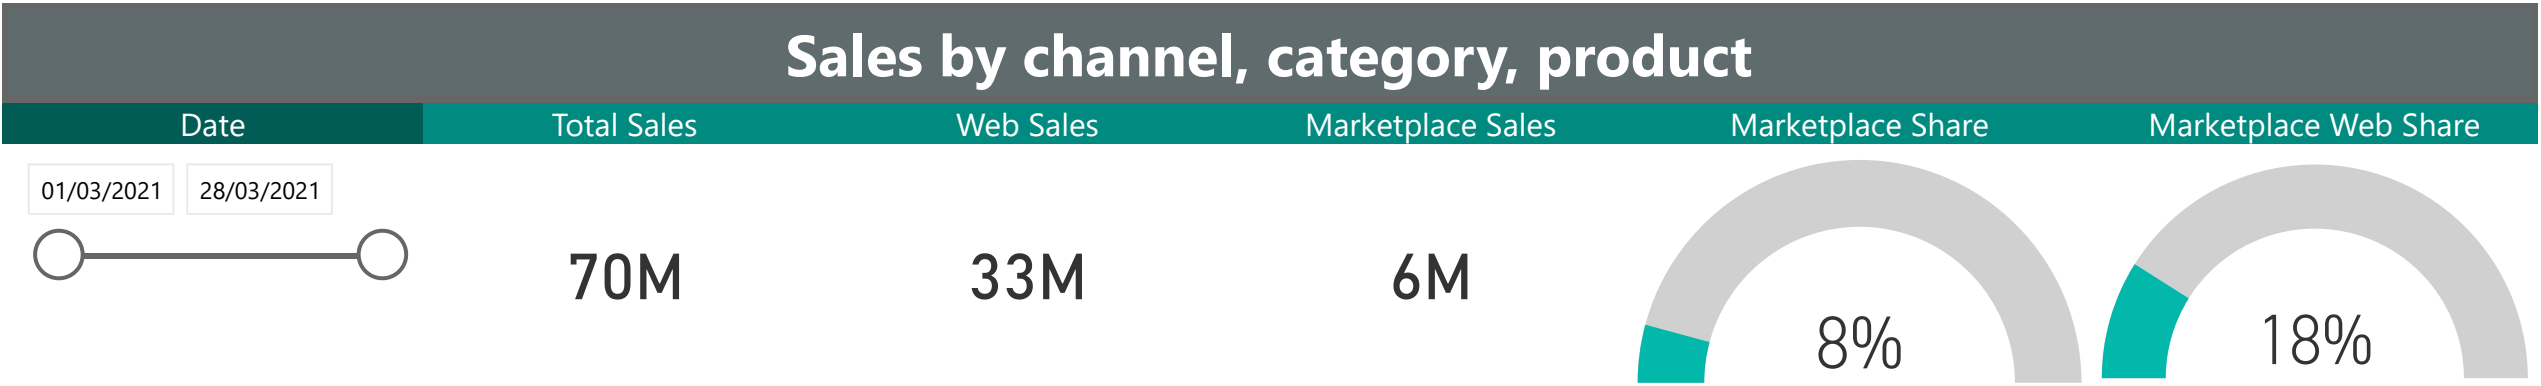 Sales by channel, category, product
Date Total Sales Web Sales Marketplace Sales Marketplace Share Marketplace Web Share
01/03/2021 28/03/2021
70M 33M 6M 8% 18%